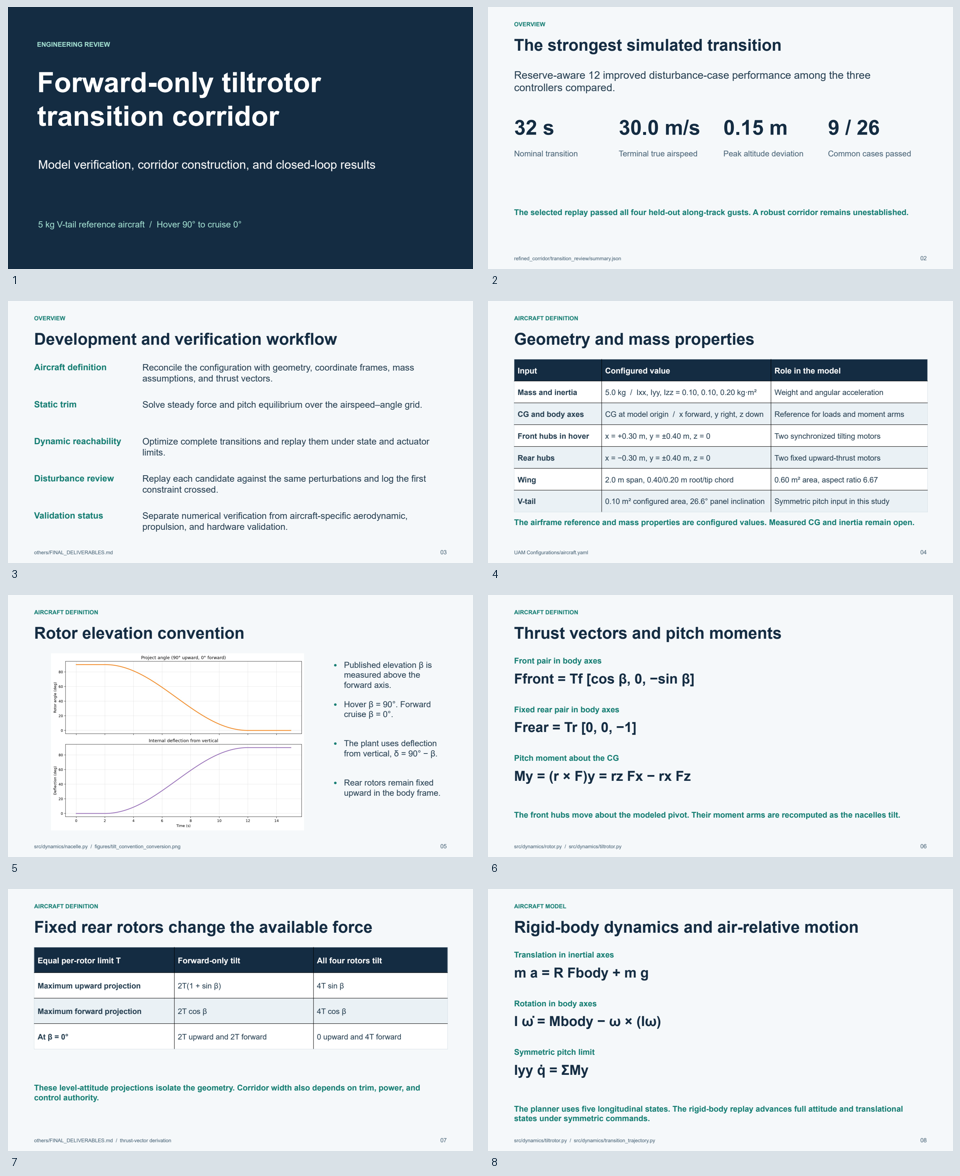 ENGINEERING REVIEW
Forward-only tiltrotor
transition corridor
Model verification, corridor construction, and closed-loop results
5 kg V-tail reference aircraft / Hover 90° to cruise 0°
1
OVERVIEW
The strongest simulated transition
Reserve-aware 12 improved disturbance-case performance among the three
controllers compared.
32 s
30.0 m/s
0.15 m
9 / 26
Nominal transition
Terminal true airspeed
Peak altitude deviation
Common cases passed
The selected replay passed all four held-out along-track gusts. A robust corridor remains unestablished.
refined_corridor/transition_review/summary.json
02
2
OVERVIEW
Development and verification workflow
Aircraft definition
Reconcile the configuration with geometry, coordinate frames, mass
assumptions, and thrust vectors.
Static trim
Solve steady force and pitch equilibrium over the airspeed–angle grid.
Dynamic reachability
Optimize complete transitions and replay them under state and actuator
limits.
Disturbance review
Replay each candidate against the same perturbations and log the first
constraint crossed.
Validation status
Separate numerical verification from aircraft-specific aerodynamic,
propulsion, and hardware validation.
others/FINAL_DELIVERABLES.md
03
3
AIRCRAFT DEFINITION
Geometry and mass properties
Input Configured value Role in the model
Mass and inertia 5.0 kg / Ixx, Iyy, Izz = 0.10, 0.10, 0.20 kg·m² Weight and angular acceleration
CG and body axes CG at model origin / x forward, y right, z down Reference for loads and moment arms
Front hubs in hover x = +0.30 m, y = ±0.40 m, z = 0 Two synchronized tilting motors
Rear hubs x = −0.30 m, y = ±0.40 m, z = 0 Two fixed upward-thrust motors
Wing 2.0 m span, 0.40/0.20 m root/tip chord 0.60 m² area, aspect ratio 6.67
V-tail 0.10 m² configured area, 26.6° panel inclination Symmetric pitch input in this study
The airframe reference and mass properties are configured values. Measured CG and inertia remain open.
UAM Configurations/aircraft.yaml
04
4
AIRCRAFT DEFINITION
Rotor elevation convention
Project angle (90° upward, 0° forward)
Rotor angle (deg)
80
60
40
20
0
Internal deflection from vertical
Deflection (deg)
80
60
40
20
0
0 2 4 6 8 10 12 14
Time (s)
• Published elevation β is
measured above the
forward axis.
• Hover β = 90°. Forward
cruise β = 0°.
• The plant uses deflection
from vertical, δ = 90° − β.
• Rear rotors remain fixed
upward in the body frame.
src/dynamics/nacelle.py / figures/tilt_convention_conversion.png
05
5
AIRCRAFT DEFINITION
Thrust vectors and pitch moments
Front pair in body axes
Ffront = Tf [cos β, 0, −sin β]
Fixed rear pair in body axes
Frear = Tr [0, 0, −1]
Pitch moment about the CG
My = (r × F)y = rz Fx − rx Fz
The front hubs move about the modeled pivot. Their moment arms are recomputed as the nacelles tilt.
src/dynamics/rotor.py / src/dynamics/tiltrotor.py
06
6
AIRCRAFT DEFINITION
Fixed rear rotors change the available force
Equal per-rotor limit T Forward-only tilt All four rotors tilt
Maximum upward projection 2T(1 + sin β) 4T sin β
Maximum forward projection 2T cos β 4T cos β
At β = 0° 2T upward and 2T forward 0 upward and 4T forward
These level-attitude projections isolate the geometry. Corridor width also depends on trim, power, and
control authority.
others/FINAL_DELIVERABLES.md / thrust-vector derivation
07
7
AIRCRAFT MODEL
Rigid-body dynamics and air-relative motion
Translation in inertial axes
m a = R Fbody + m g
Rotation in body axes
I ω̇ = Mbody − ω × (Iω)
Symmetric pitch limit
Iyy q̇ = ΣMy
The planner uses five longitudinal states. The rigid-body replay advances full attitude and translational
states under symmetric commands.
src/dynamics/tiltrotor.py / src/dynamics/transition_trajectory.py
08
8